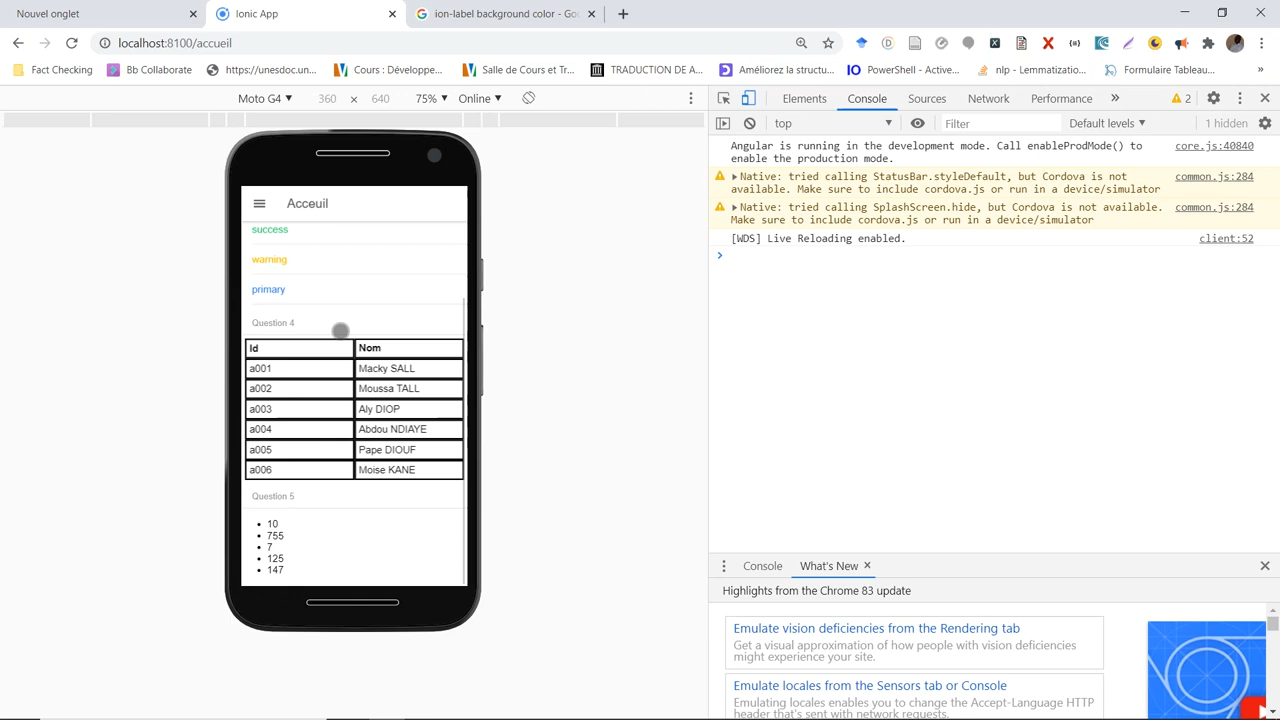 Nouvel onglet
Ionic App
ion-label background color - Goo
localhost:8100/accueil
Fact Checking
Bb Collaborate
https://unesdoc.un...
Cours : Développe...
Salle de Cours et Tr...
TRADUCTION DE A...
Améliorez la structu...
IO PowerShell - Active...
nlp - Lemmatizatio...
Formulaire Tableau...
»
Moto G4 ▼ 360 × 640 75% ▼ Online ▼
Elements Console Sources Network Performance » 2
top ▼ Filter Default levels ▼ 1 hidden
Angular is running in the development mode. Call enableProdMode() to core.js:40840
enable the production mode.
Native: tried calling StatusBar.styleDefault, but Cordova is not common.js:284
available. Make sure to include cordova.js or run in a device/simulator
Native: tried calling SplashScreen.hide, but Cordova is not available. common.js:284
Make sure to include cordova.js or run in a device/simulator
[WDS] Live Reloading enabled. client:52
>
Acceuil
success
warning
primary
Question 4
Id Nom
a001 Macky SALL
a002 Moussa TALL
a003 Aly DIOP
a004 Abdou NDIAYE
a005 Pape DIOUF
a006 Moise KANE
Question 5
• 10
• 755
• 7
• 125
• 147
Console What's New ×
Highlights from the Chrome 83 update
Emulate vision deficiencies from the Rendering tab
Get a visual approximation of how people with vision deficiencies
might experience your site.
Emulate locales from the Sensors tab or Console
Emulating locales enables you to change the Accept-Language HTTP
header that's sent with network requests.